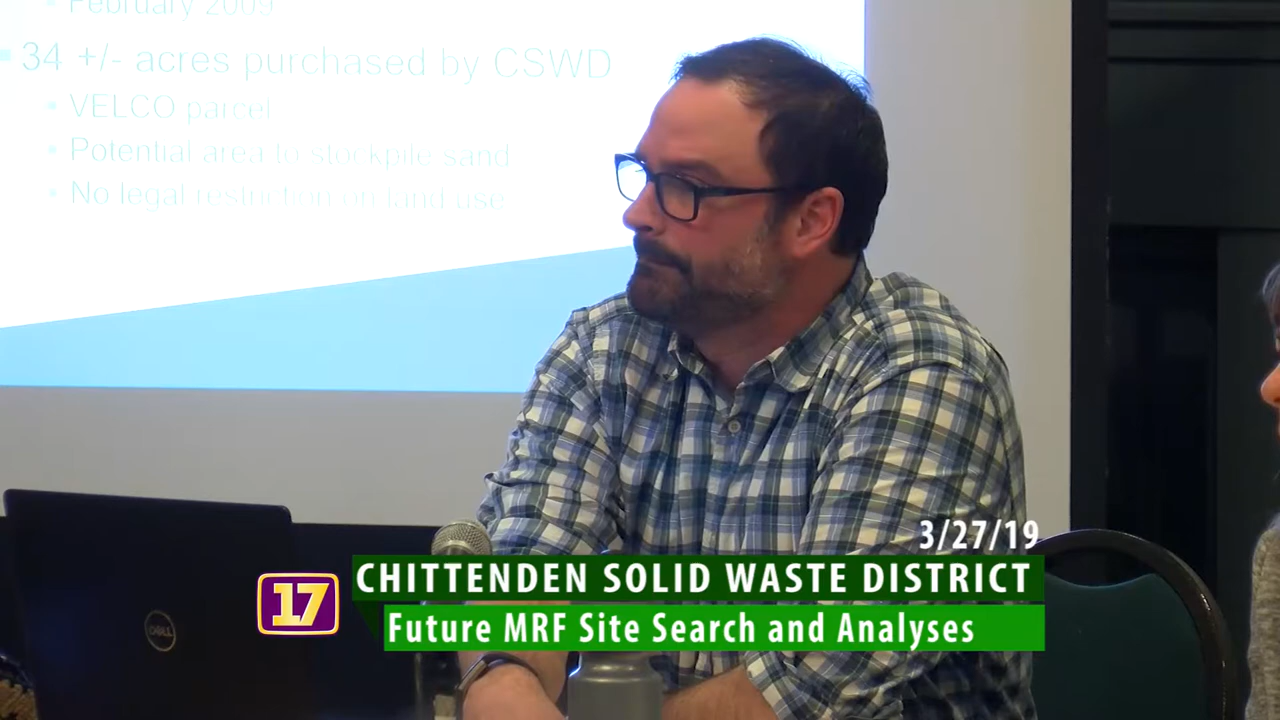 February 2009
34 +/- acres purchased by CSWD
VELCO parcel
Potential area to stockpile sand
No legal restriction on land use
3/27/19
17
CHITTENDEN SOLID WASTE DISTRICT
Future MRF Site Search and Analyses
DELL